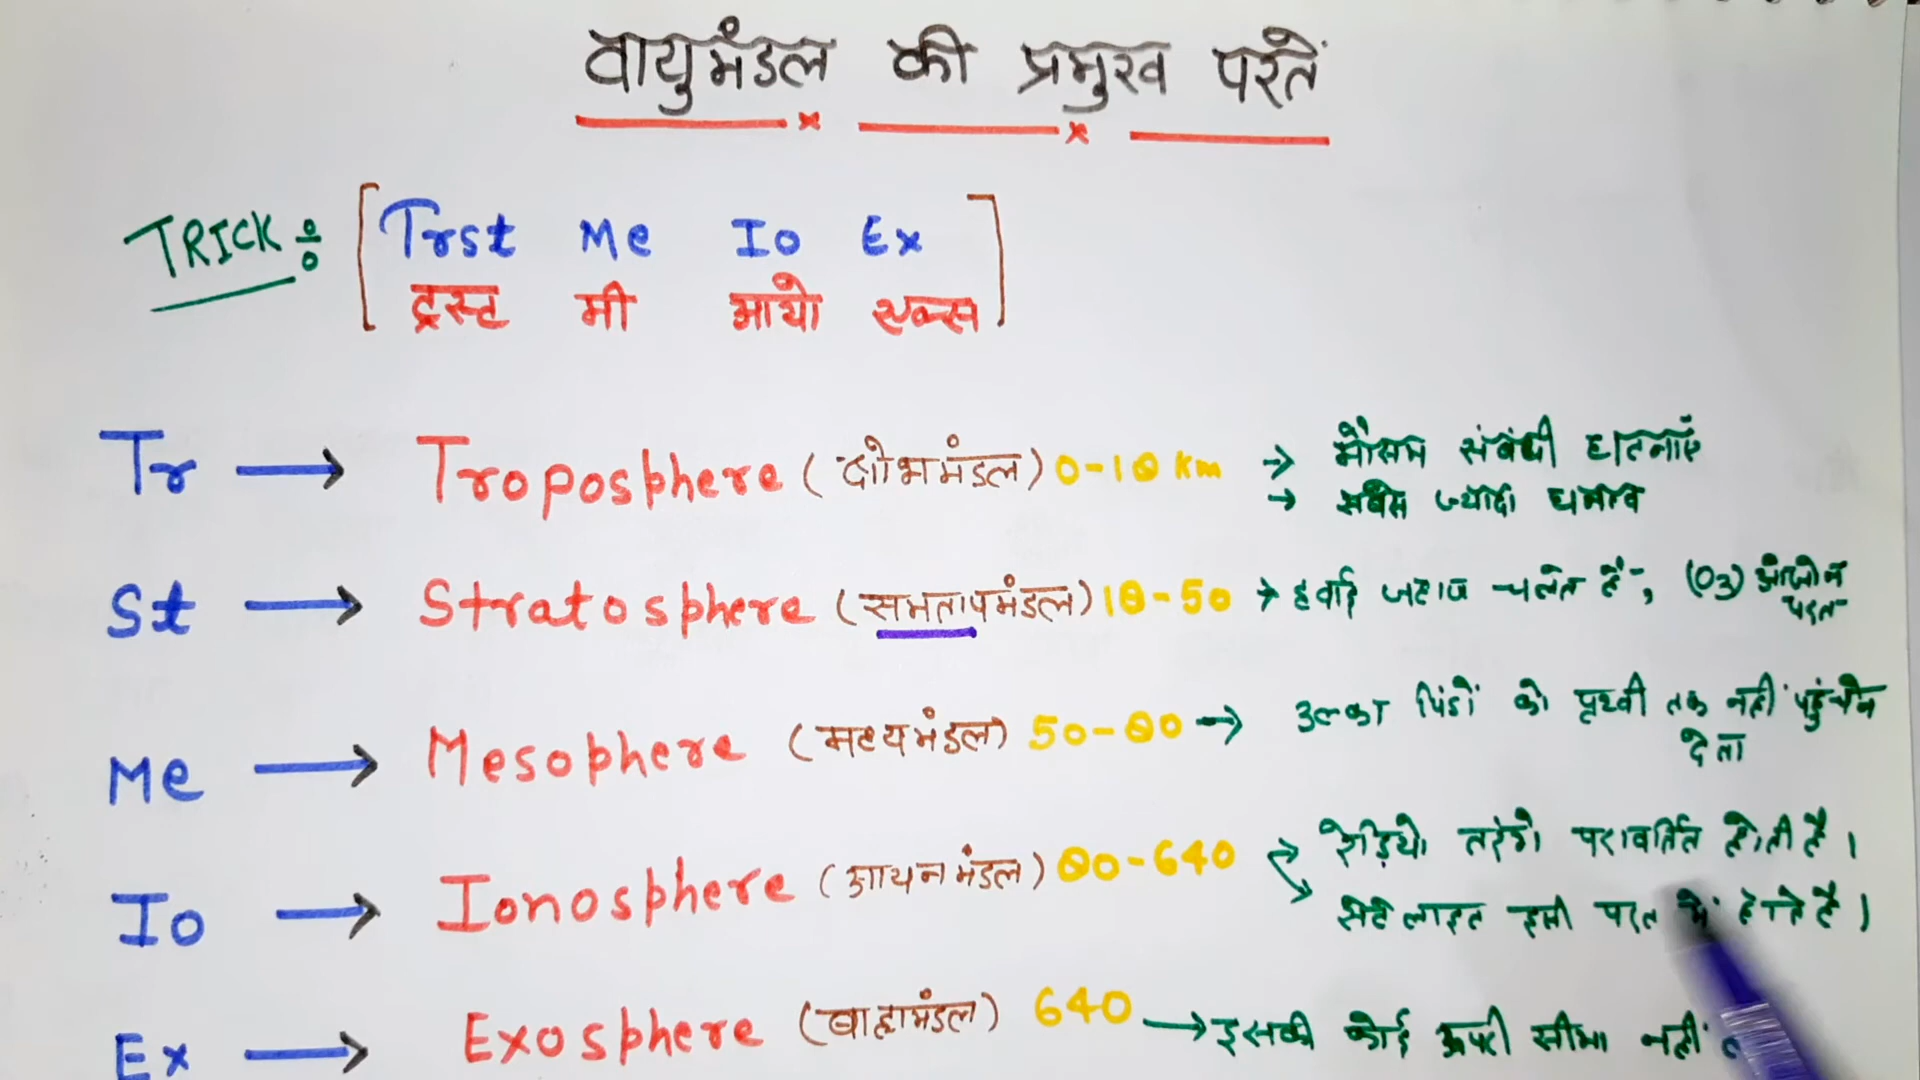 वायुमंडल की प्रमुख परतें
TRICK : [ Trst Me Io Ex ]
ट्रस्ट मी आयो एक्स
Tr → Troposphere (क्षोभमंडल) 0-18 Km → मौसम संबंधी घटनाएँ
→ सबसे ज्यादा घनत्व
St → Stratosphere (समतापमंडल) 18-50 → हवाई जहाज चलते हैं, (O3) ओजोन
परत
Me → Mesophere (मध्यमंडल) 50-80 → उल्का पिंडों को पृथ्वी तक नहीं पहुंचने
देता
Io → Ionosphere (आयनमंडल) 80-640 → रेड़ियो तरंगे परावर्तित होती है।
→ सेटेलाइट इसी परत में होते है।
Ex → Exosphere (बाह्यमंडल) 640 → इसकी कोई ऊपरी सीमा नहीं